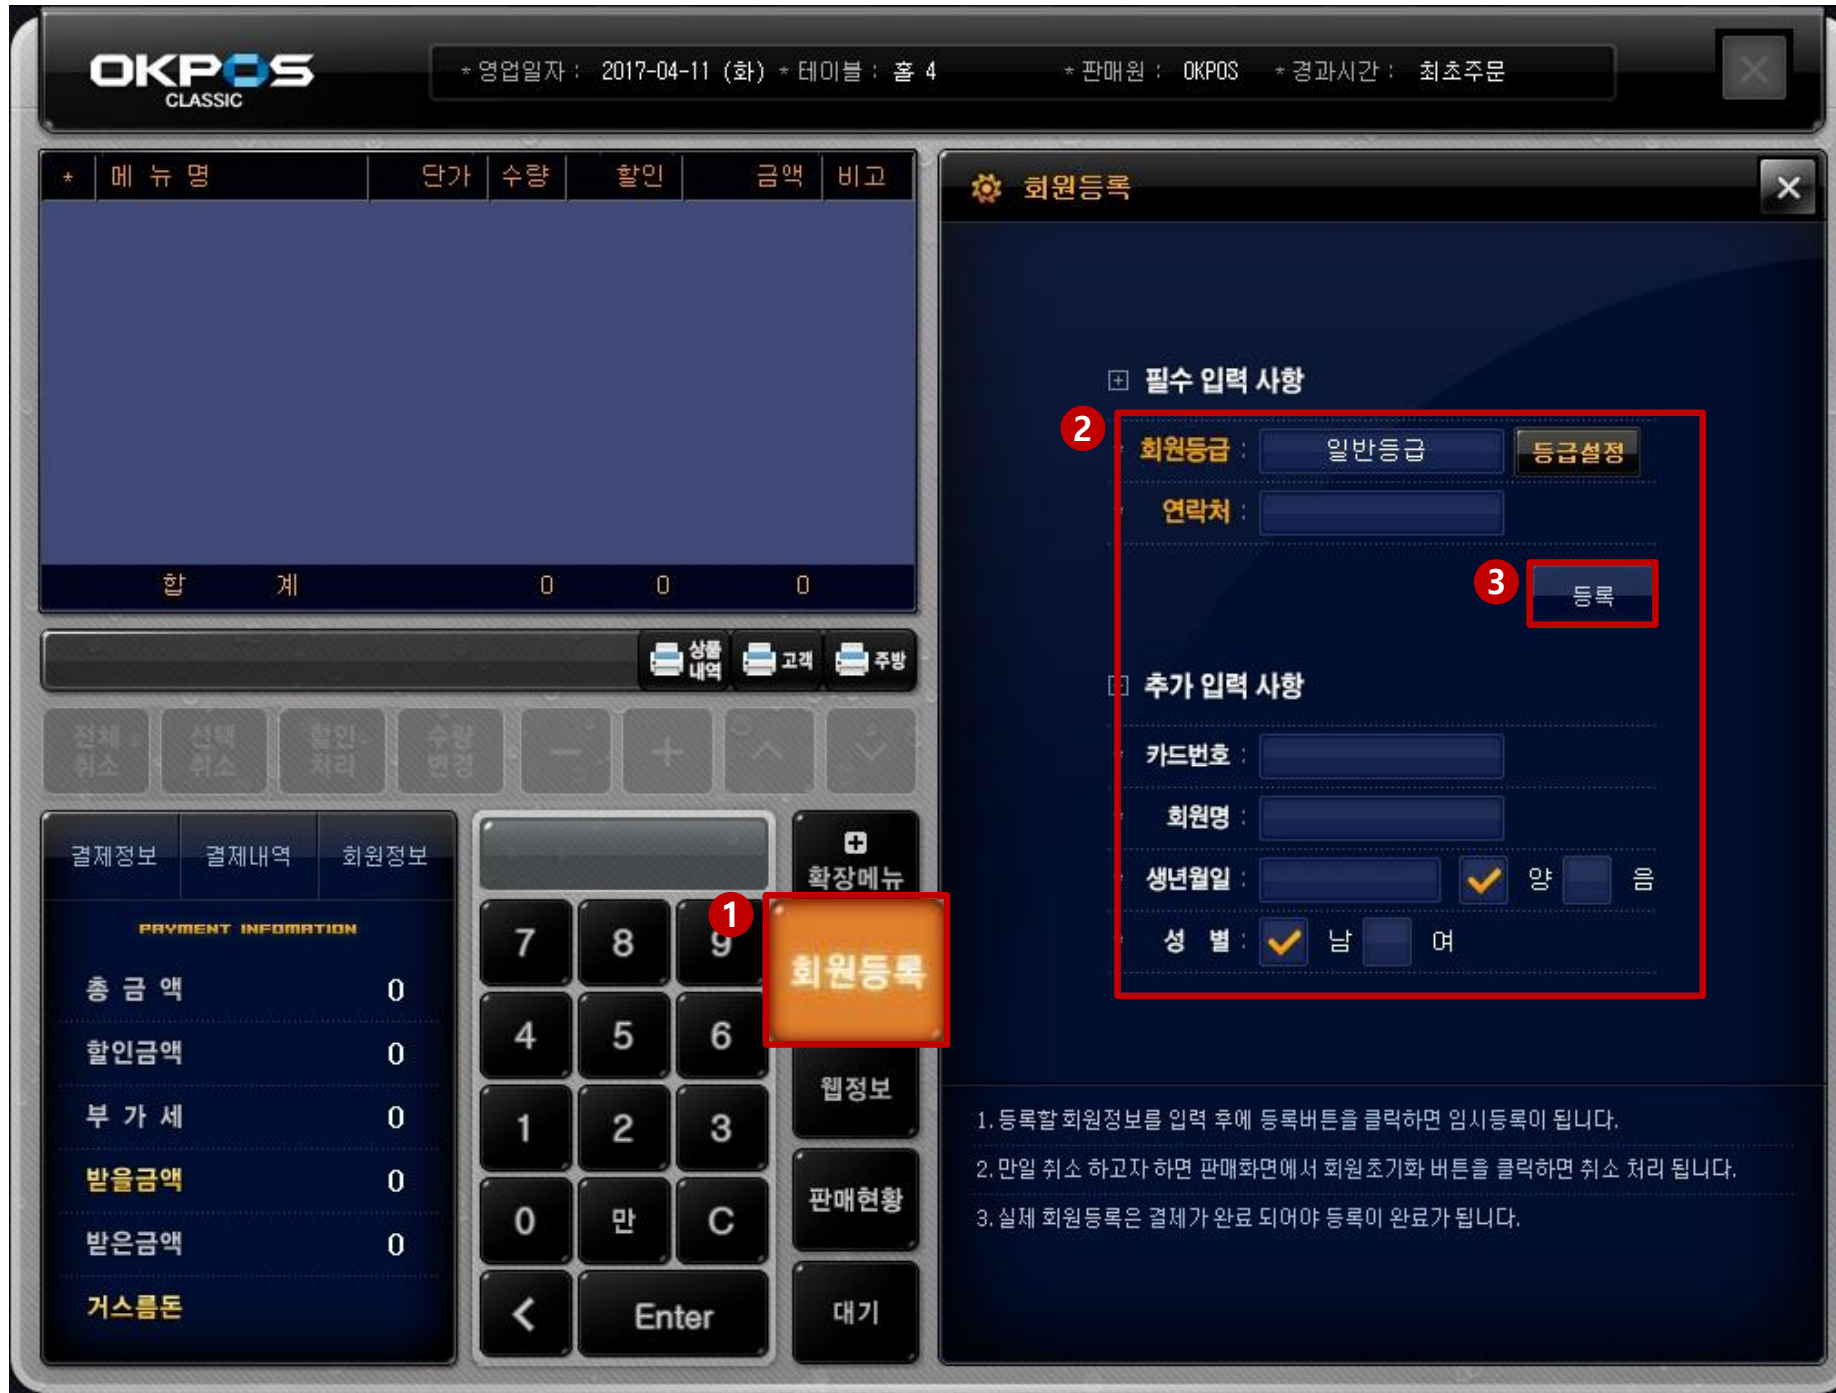 OKPOS
CLASSIC
* 영업일자 : 2017-04-11 (화) * 테이블 : 홀 4 * 판매원 : OKPOS * 경과시간 : 최초주문
* 메 뉴 명 단가 수량 할인 금액 비고
합 계 0 0 0
상품내역 고객 주방
전체취소 선택취소 할인처리 수량변경 － ＋
결제정보 결제내역 회원정보
PAYMENT INFOMATION
총 금 액 0
할인금액 0
부 가 세 0
받을금액 0
받은금액 0
거스름돈
7 8 9
4 5 6
1 2 3
0 만 C
Enter
확장메뉴
1
회원등록
웹정보
판매현황
대기
회원등록
필수 입력 사항
2
* 회원등급 : 일반등급 등급설정
* 연락처 :
3
등록
추가 입력 사항
* 카드번호 :
* 회원명 :
* 생년월일 : 양 음
* 성 별 : 남 여
1. 등록할 회원정보를 입력 후에 등록버튼을 클릭하면 임시등록이 됩니다.
2. 만일 취소 하고자 하면 판매화면에서 회원초기화 버튼을 클릭하면 취소 처리 됩니다.
3. 실제 회원등록은 결제가 완료 되어야 등록이 완료가 됩니다.